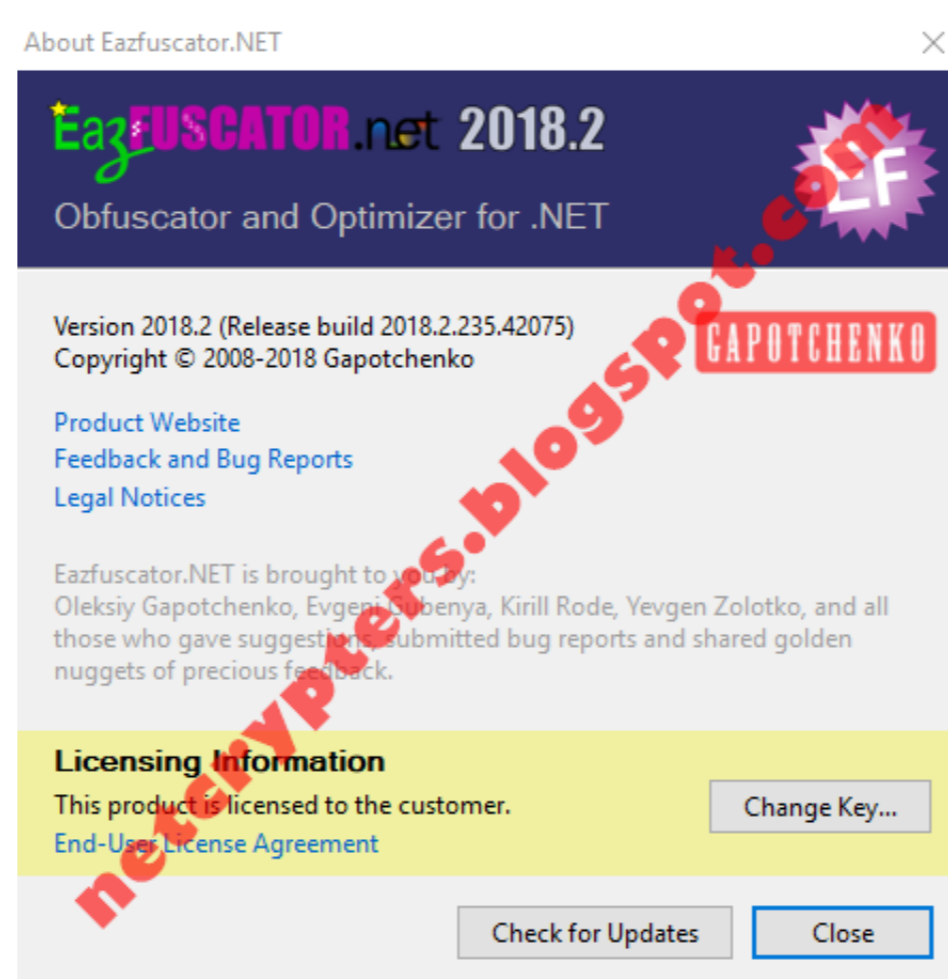 About Eazfuscator.NET
EazFUSCATOR.net 2018.2
EF
Obfuscator and Optimizer for .NET
Version 2018.2 (Release build 2018.2.235.42075)
Copyright © 2008-2018 Gapotchenko
GAPOTCHENKO
Product Website
Feedback and Bug Reports
Legal Notices
Eazfuscator.NET is brought to you by:
Oleksiy Gapotchenko, Evgeni Gubenya, Kirill Rode, Yevgen Zolotko, and all
those who gave suggestions, submitted bug reports and shared golden
nuggets of precious feedback.
Licensing Information
This product is licensed to the customer.
Change Key...
End-User License Agreement
Check for Updates
Close
netcrypters.blogspot.com